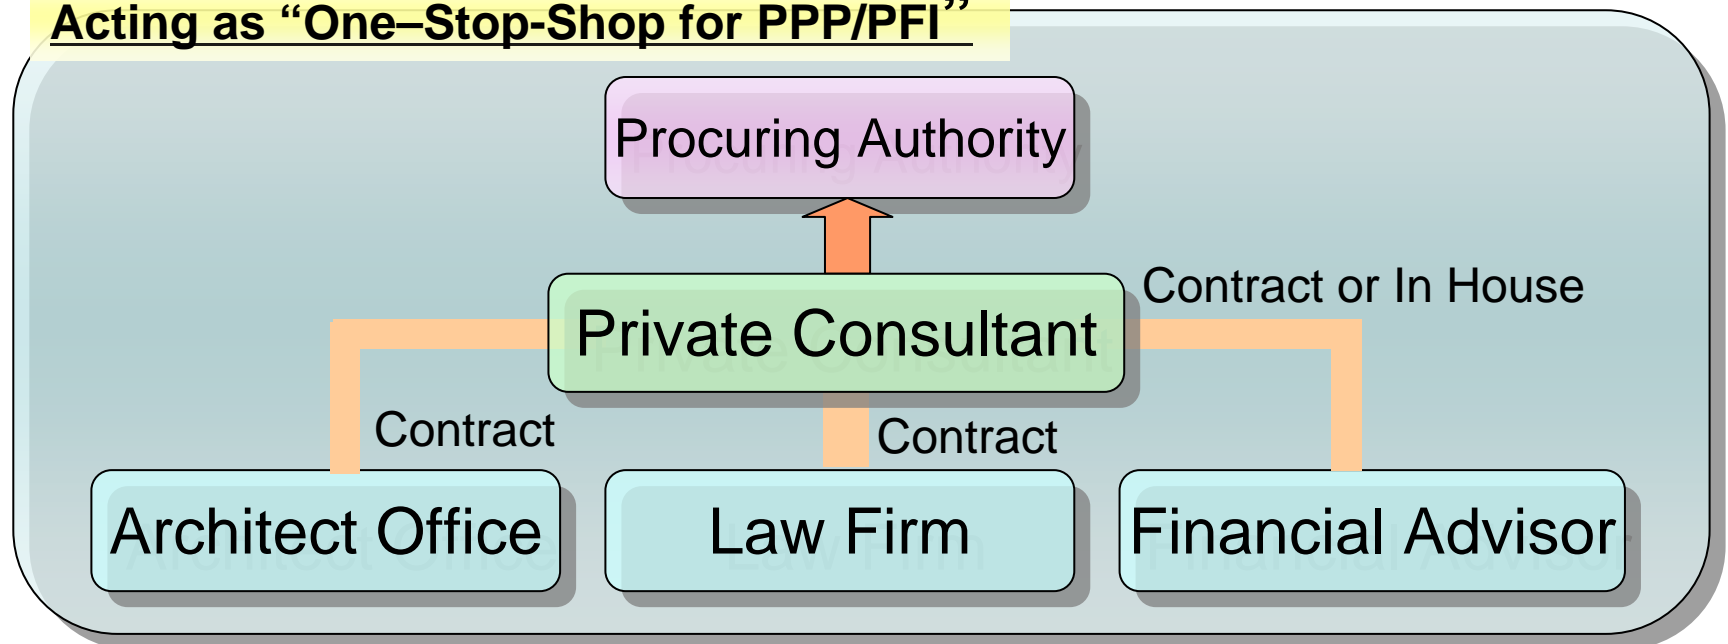 Acting as “One–Stop-Shop for PPP/PFI”
Procuring Authority
Contract or In House
Private Consultant
Contract
Contract
Architect Office
Law Firm
Financial Advisor